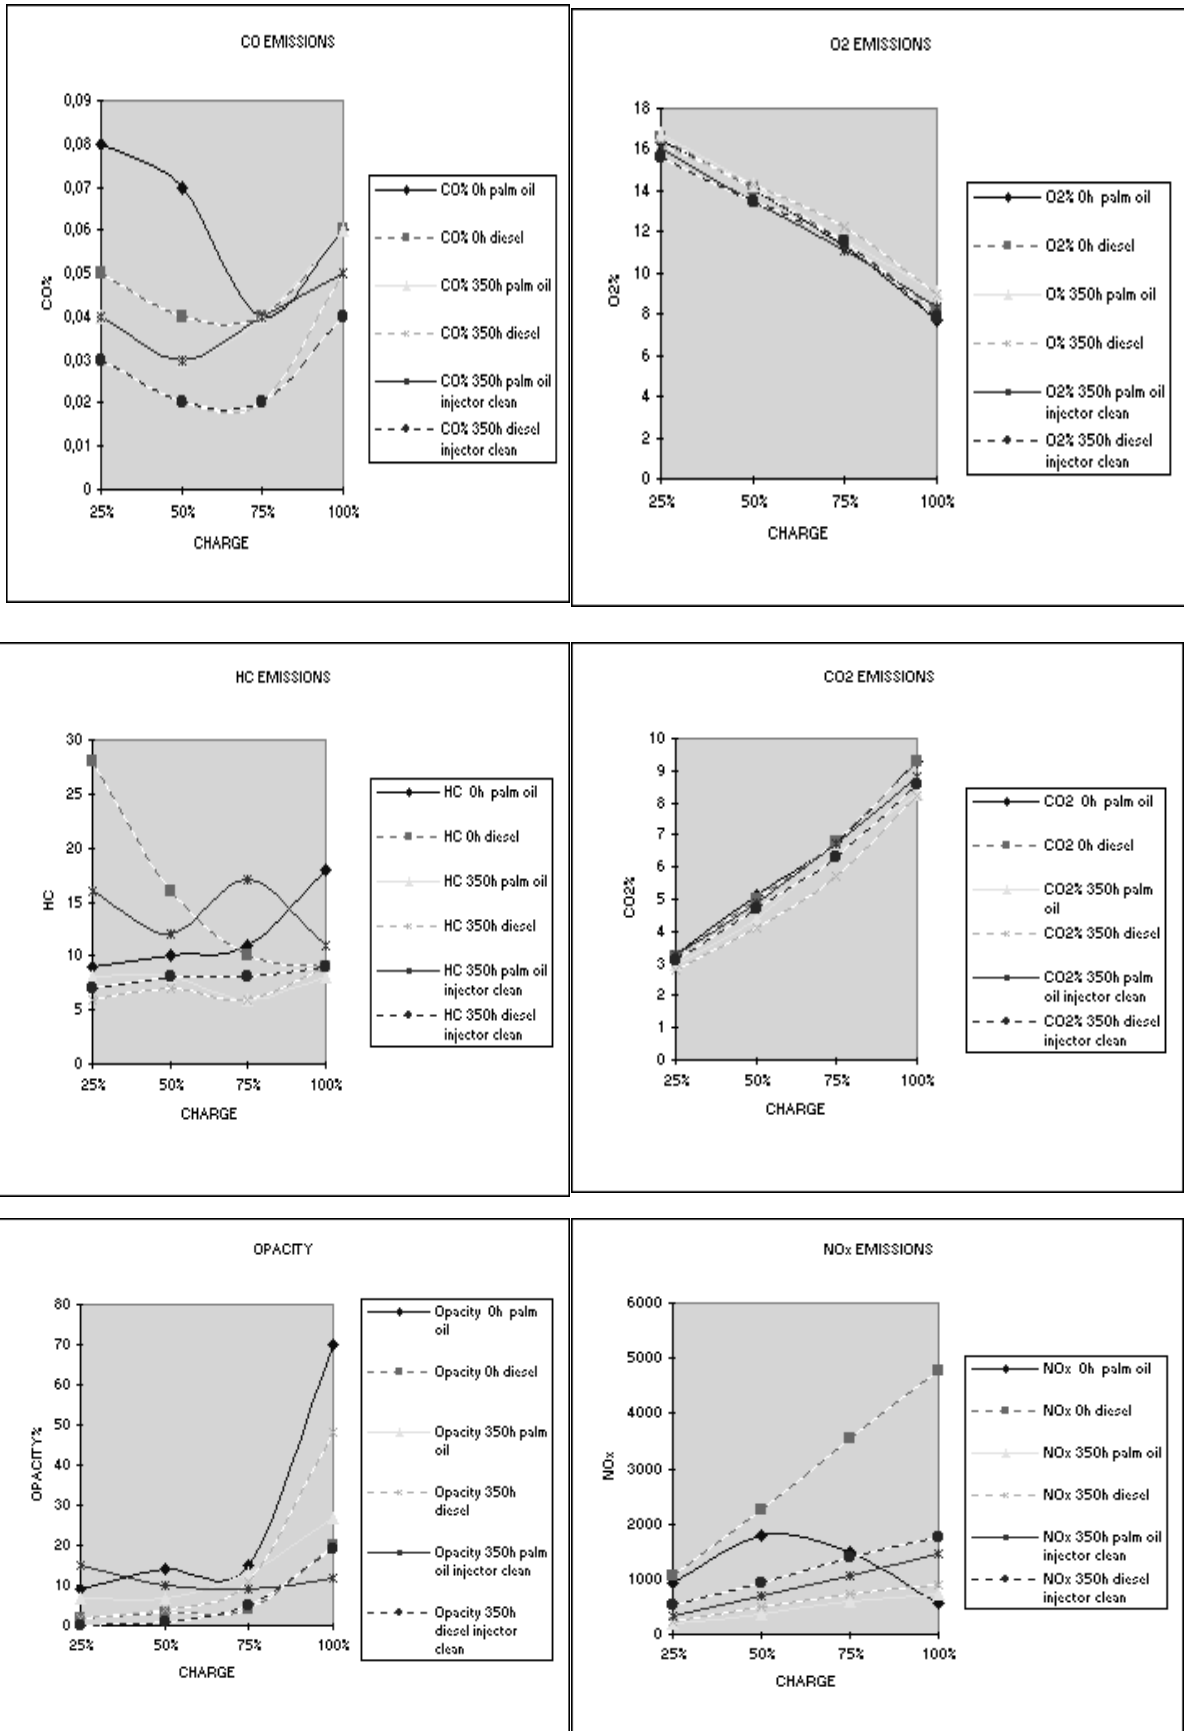 CO EMISSIONS
0,09
0,08
0,07
0,06
0,05
0,04
0,03
0,02
0,01
0
CO%
25%
50%
75%
100%
CHARGE
CO% 0h palm oil
CO% 0h diesel
CO% 350h palm oil
CO% 350h diesel
CO% 350h palm oil
injector clean
CO% 350h diesel
injector clean
O2 EMISSIONS
18
16
14
12
10
8
6
4
2
0
O2%
25%
50%
75%
100%
CHARGE
O2% 0h palm oil
O2% 0h diesel
O% 350h palm oil
O% 350h diesel
O2% 350h palm oil
injector clean
O2% 350h diesel
injector clean
HC EMISSIONS
30
25
20
15
10
5
0
HC
25%
50%
75%
100%
CHARGE
HC 0h palm oil
HC 0h diesel
HC 350h palm oil
HC 350h diesel
HC 350h palm oil
injector clean
HC 350h diesel
injector clean
CO2 EMISSIONS
10
9
8
7
6
5
4
3
2
1
0
CO2%
25%
50%
75%
100%
CHARGE
CO2 0h palm oil
CO2 0h diesel
CO2% 350h palm
oil
CO2% 350h diesel
CO2% 350h palm
oil injector clean
CO2% 350h diesel
injector clean
OPACITY
80
70
60
50
40
30
20
10
0
OPACITY%
25%
50%
75%
100%
CHARGE
Opacity 0h palm
oil
Opacity 0h diesel
Opacity 350h palm
oil
Opacity 350h
diesel
Opacity 350h palm
oil injector clean
Opacity 350h
diesel injector
clean
NOx EMISSIONS
6000
5000
4000
3000
2000
1000
0
NOx
25%
50%
75%
100%
CHARGE
NOx 0h palm oil
NOx 0h diesel
NOx 350h palm oil
NOx 350h diesel
NOx 350h palm oil
injector clean
NOx 350h diesel
injector clean